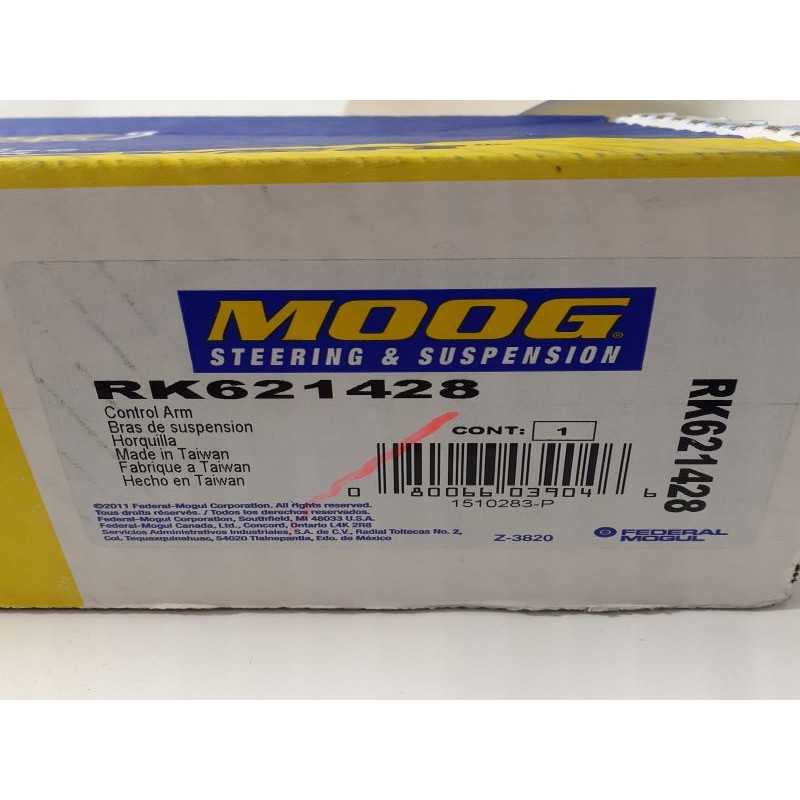 MOOG®
STEERING & SUSPENSION
RK621428
Control Arm
Bras de suspension
Horquilla
Made in Taiwan
Fabrique a Taiwan
Hecho en Taiwan
CONT: 1
0 80066 03904 6
1510283-P
RK621428
©2011 Federal-Mogul Corporation. All rights reserved.
Tous droits réservés. / Todos los derechos reservados.
Federal-Mogul Corporation, Southfield, MI 48033 U.S.A.
Federal-Mogul Canada, Ltd., Concord, Ontario L4K 2R8
Servicios Administrativos Industriales, S.A. de C.V., Radial Toltecas No. 2,
Col. Tequexquinahuac, 54020 Tlalnepantla, Edo. de México
Z-3820
FEDERAL
MOGUL